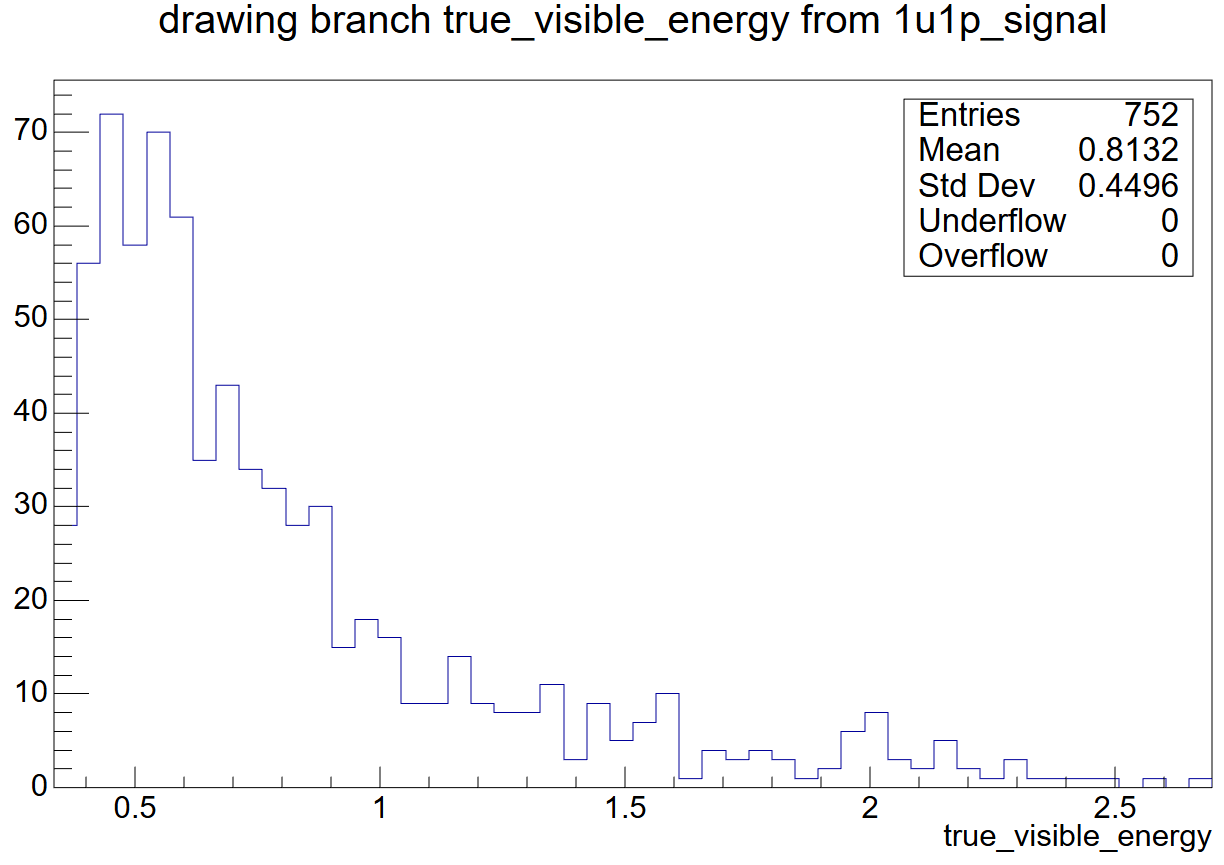 drawing branch true_visible_energy from 1u1p_signal
Entries 752
Mean 0.8132
Std Dev 0.4496
Underflow 0
Overflow 0
70
60
50
40
30
20
10
0
0.5 1 1.5 2 2.5
true_visible_energy